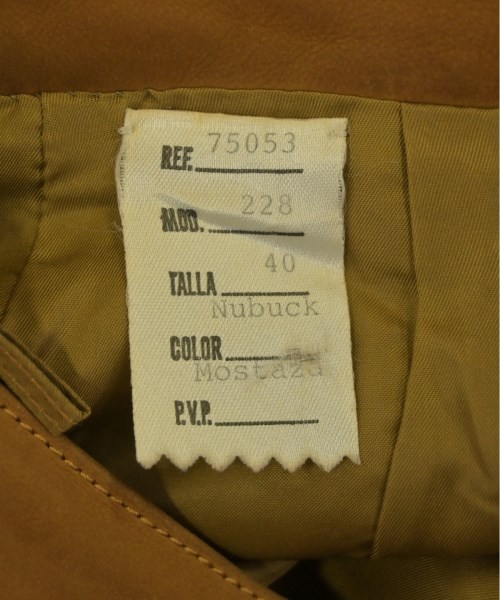 REF. 75053
MOD. 228
TALLA 40
Nubuck
COLOR
Mostaza
P.V.P.